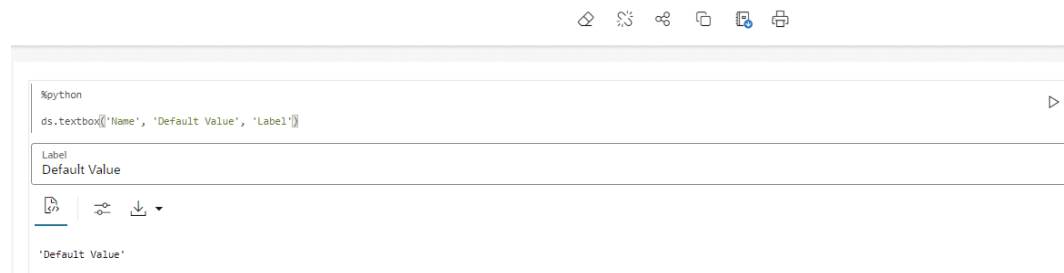 %python
ds.textbox('Name', 'Default Value', 'Label')
Label
Default Value
'Default Value'